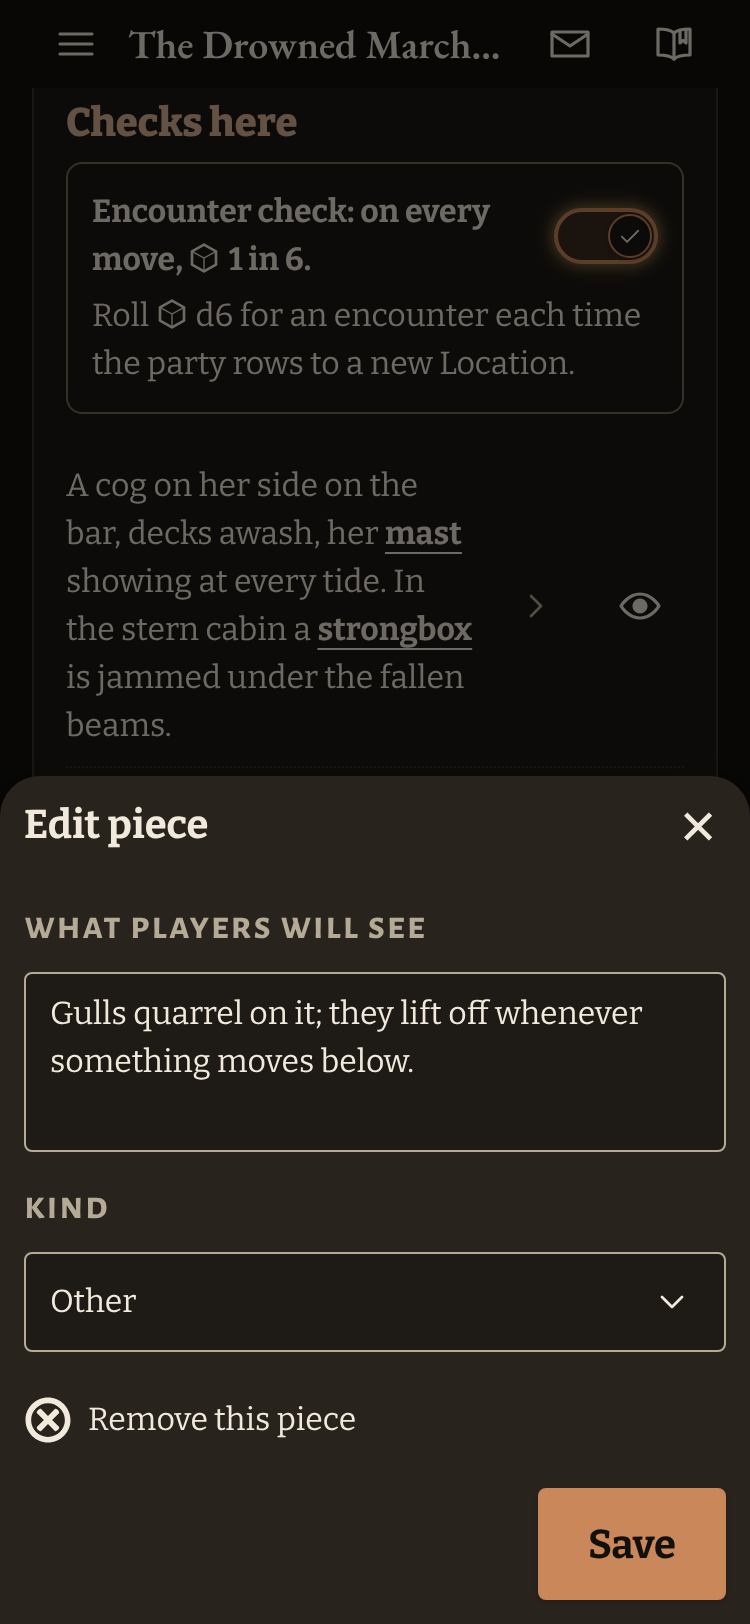 The Drowned March...
Checks here
Encounter check: on every
move, 1 in 6.
Roll d6 for an encounter each time
the party rows to a new Location.
A cog on her side on the
bar, decks awash, her mast
showing at every tide. In
the stern cabin a strongbox
is jammed under the fallen
beams.
Edit piece
WHAT PLAYERS WILL SEE
Gulls quarrel on it; they lift off whenever
something moves below.
KIND
Other
Remove this piece
Save